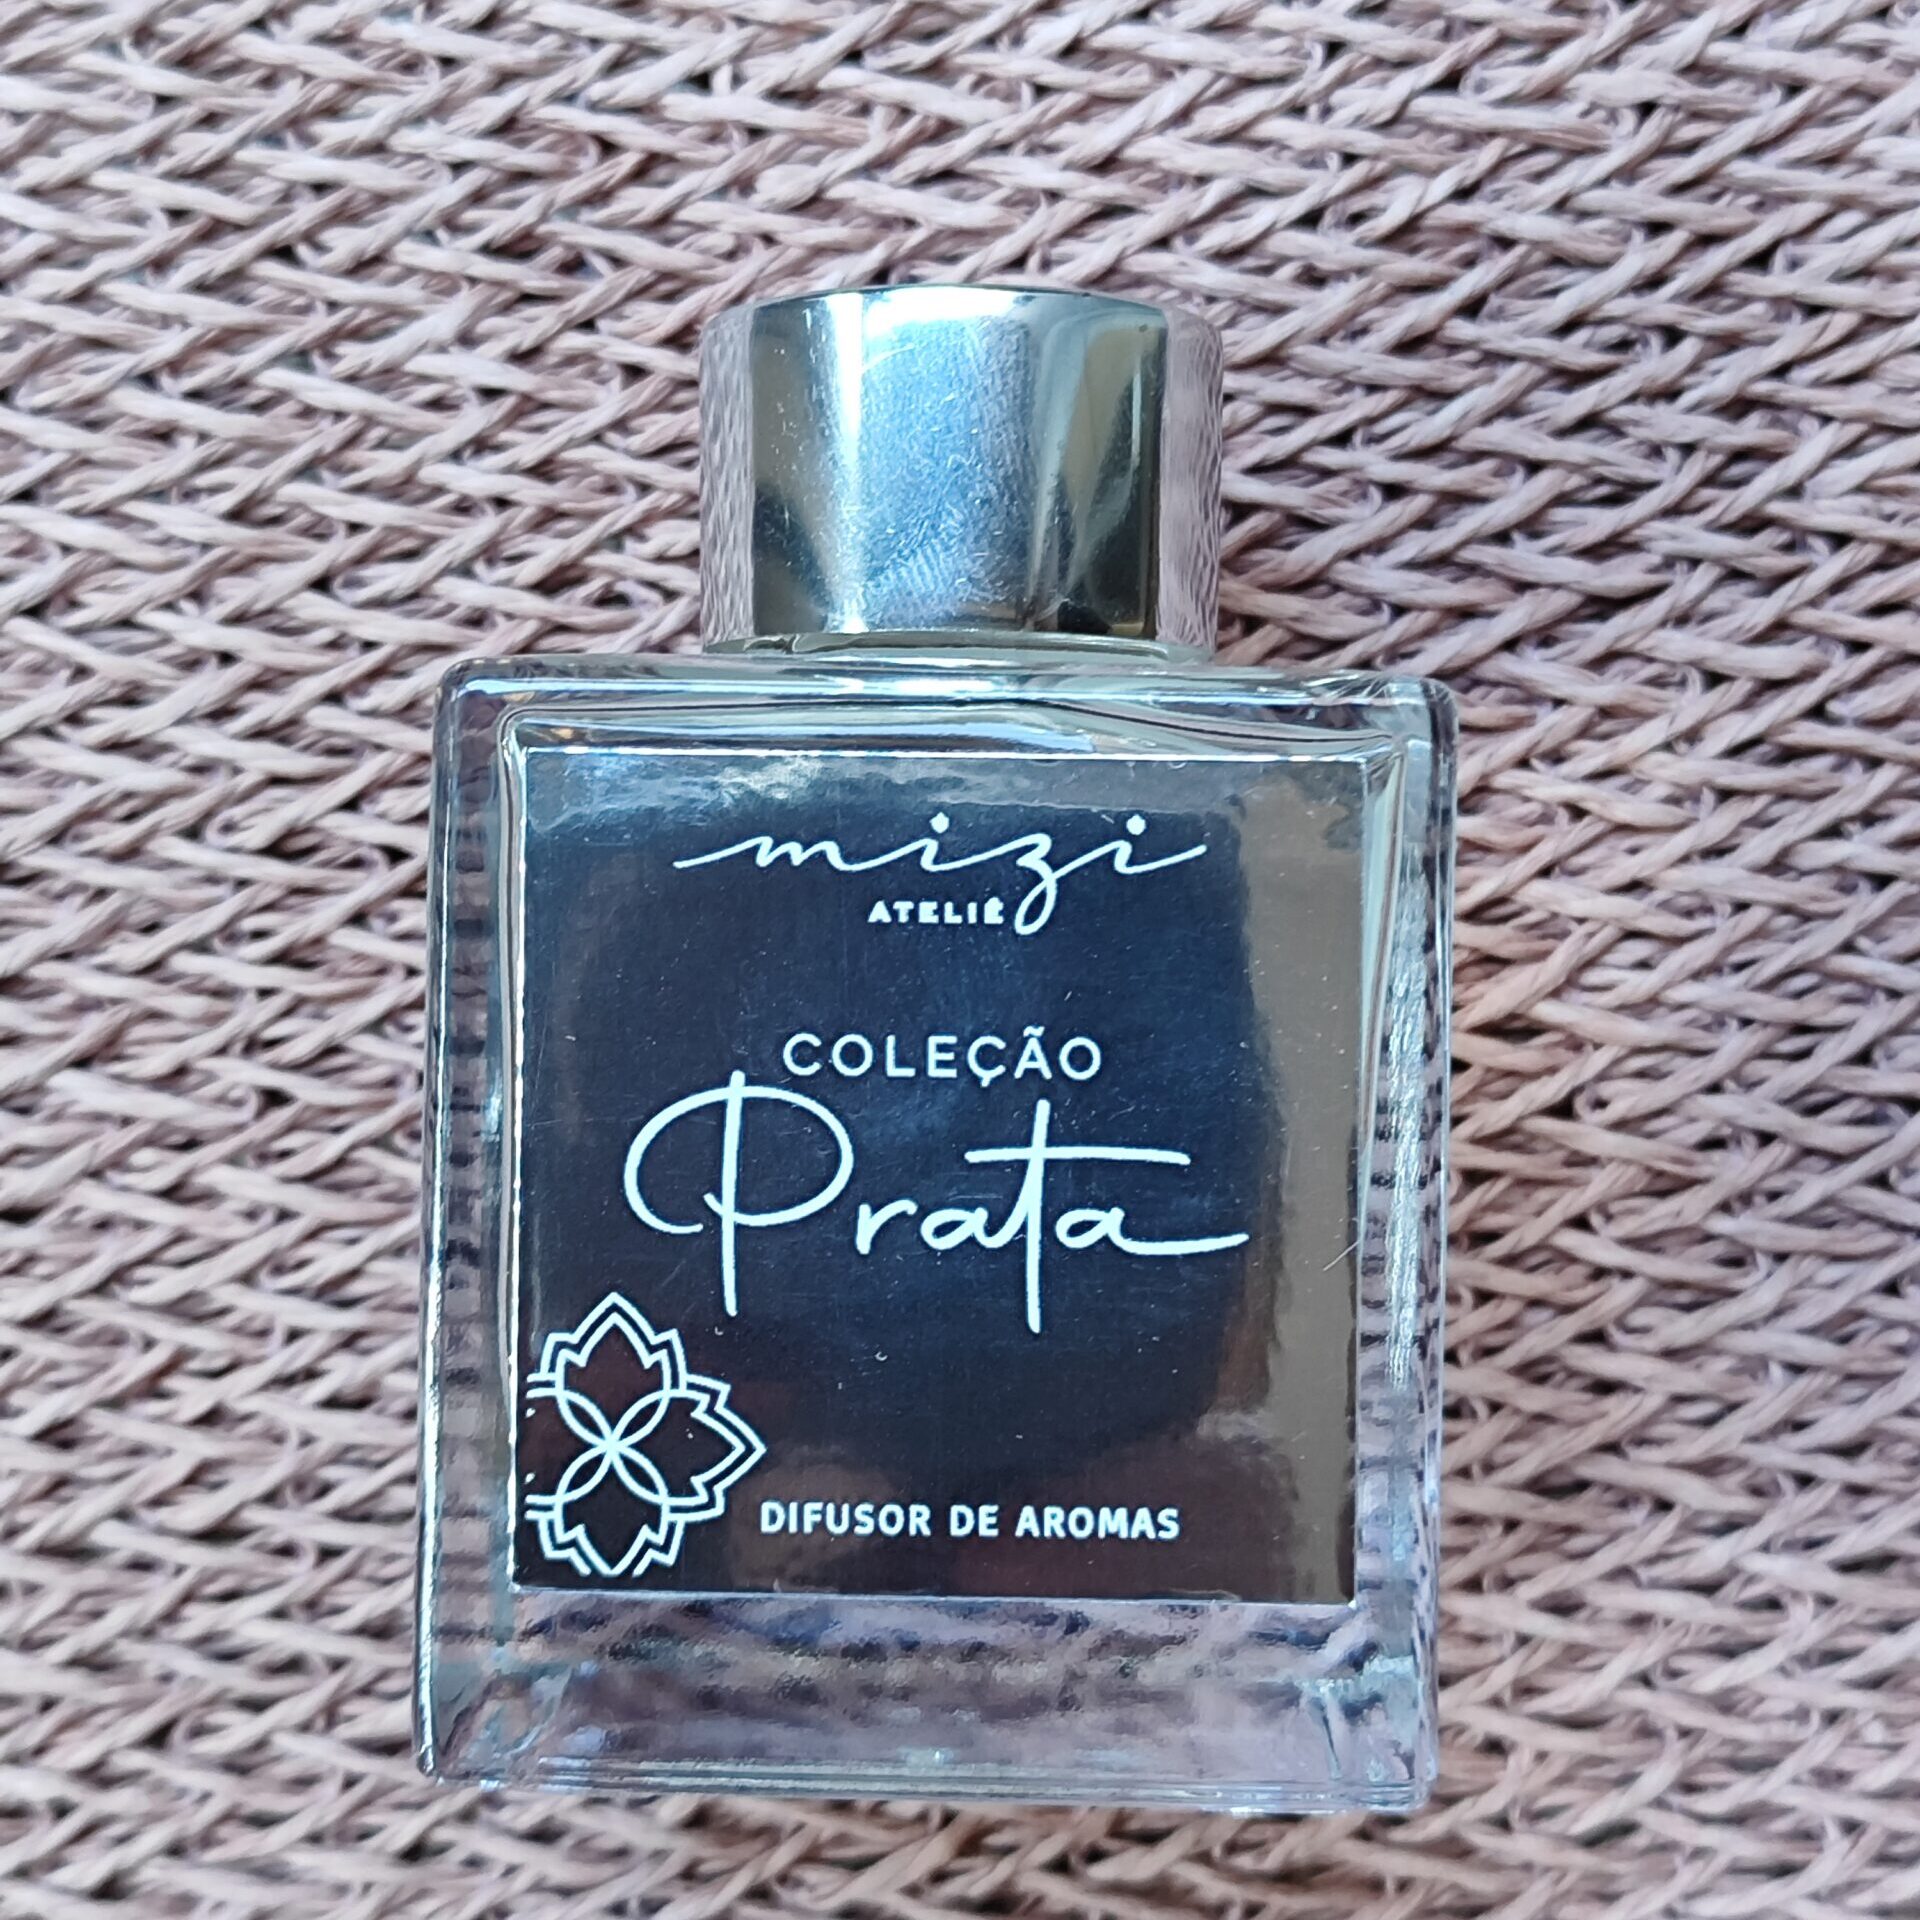 mizi
ATELIÊ
COLEÇÃO
Prata
DIFUSOR DE AROMAS